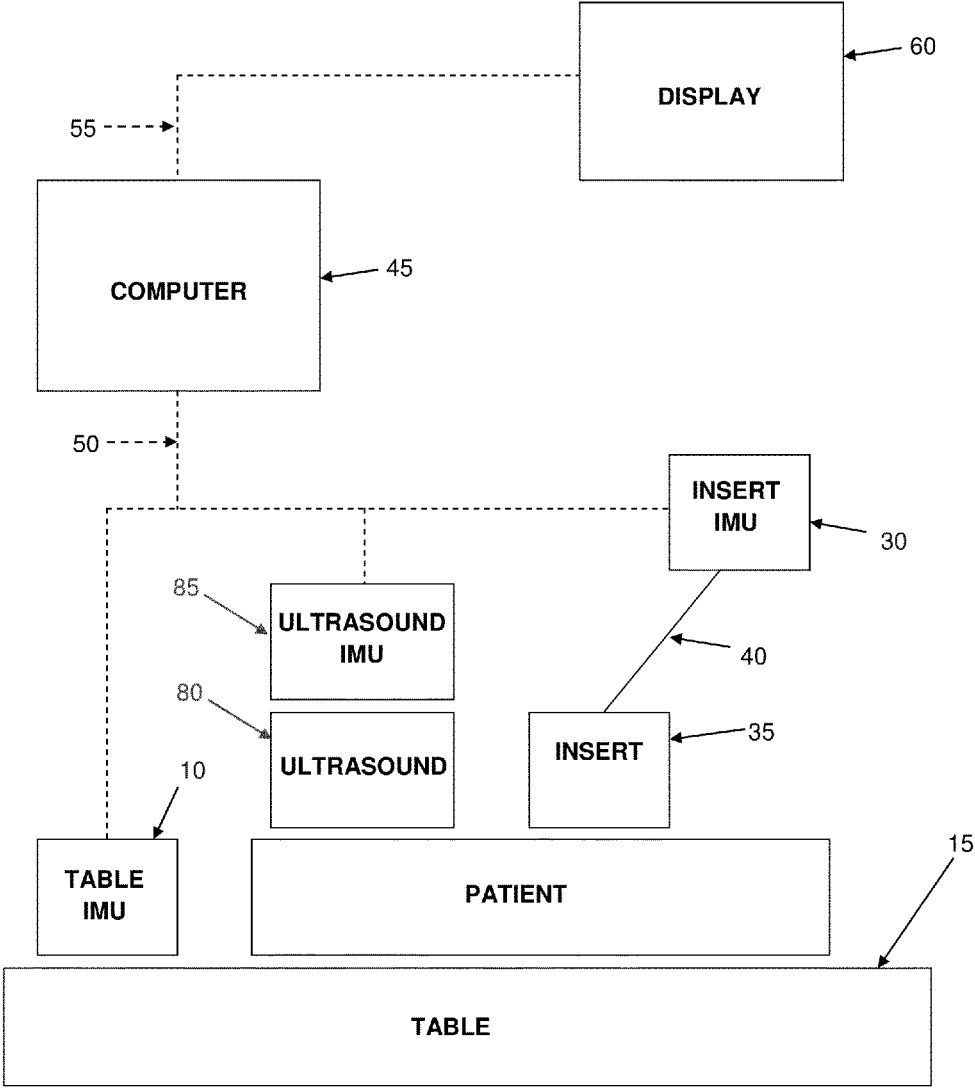 60
DISPLAY
55
45
COMPUTER
50
INSERT
IMU
30
85
ULTRASOUND
IMU
40
80
35
INSERT
ULTRASOUND
10
15
TABLE
IMU
PATIENT
TABLE